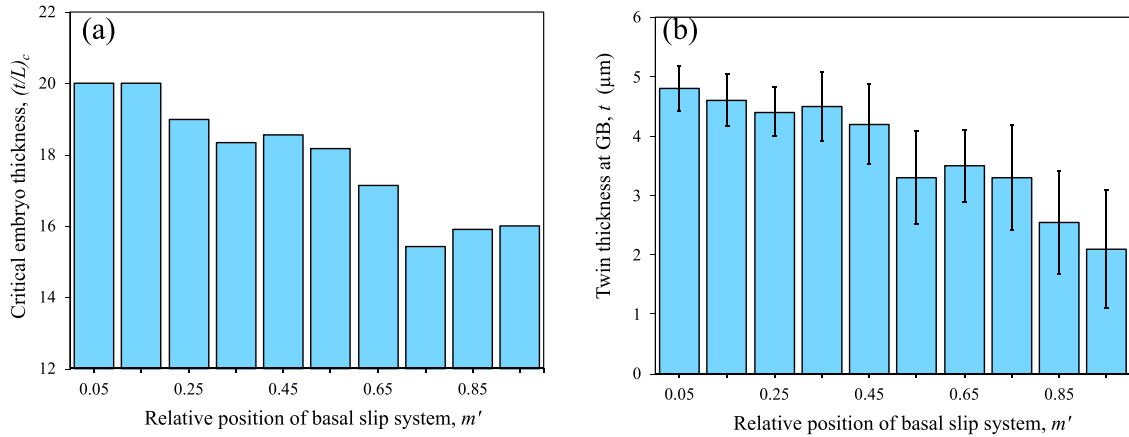 (a)
Critical embryo thickness, (t/L)c
22
20
18
16
14
12
0.05 0.25 0.45 0.65 0.85
Relative position of basal slip system, m'
(b)
Twin thickness at GB, t (μm)
6
5
4
3
2
1
0
0.05 0.25 0.45 0.65 0.85
Relative position of basal slip system, m'